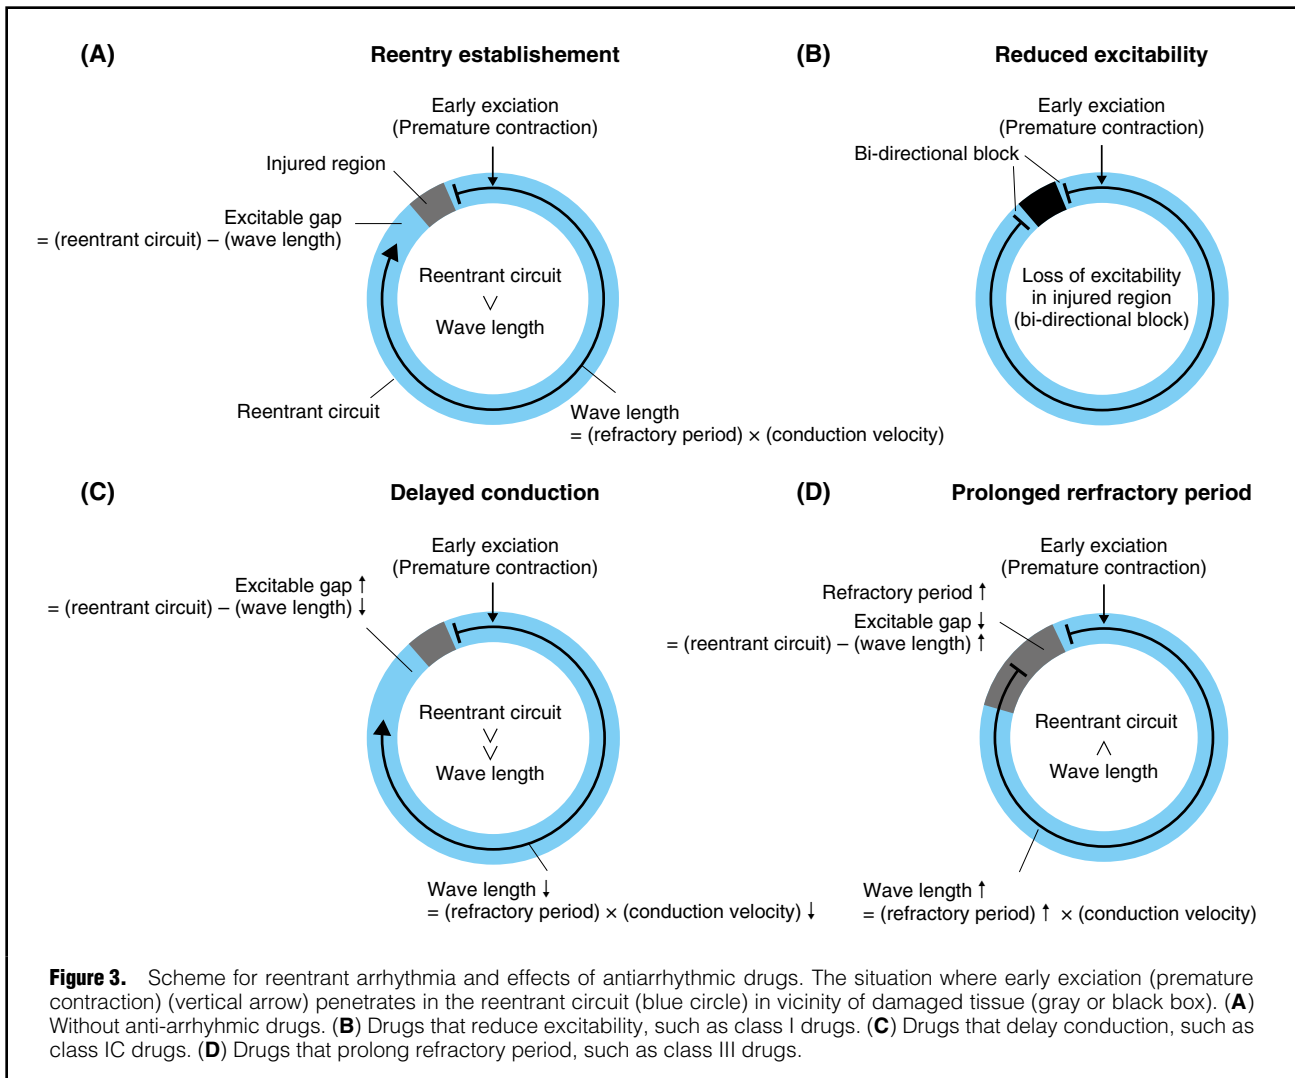 (A)
Reentry establishement
Early exciation
(Premature contraction)
Injured region
Excitable gap
= (reentrant circuit) – (wave length)
Reentrant circuit
∨
Wave length
Reentrant circuit
Wave length
= (refractory period) × (conduction velocity)
(B)
Reduced excitability
Early exciation
(Premature contraction)
Bi-directional block
Loss of excitability
in injured region
(bi-directional block)
(C)
Delayed conduction
Early exciation
(Premature contraction)
Excitable gap ↑
= (reentrant circuit) – (wave length) ↓
Reentrant circuit
∨
∨
Wave length
Wave length ↓
= (refractory period) × (conduction velocity) ↓
(D)
Prolonged rerfractory period
Early exciation
(Premature contraction)
Refractory period ↑
Excitable gap ↓
= (reentrant circuit) – (wave length) ↑
Reentrant circuit
∧
Wave length
Wave length ↑
= (refractory period) ↑ × (conduction velocity)
Figure 3. Scheme for reentrant arrhythmia and effects of antiarrhythmic drugs. The situation where early exciation (premature
contraction) (vertical arrow) penetrates in the reentrant circuit (blue circle) in vicinity of damaged tissue (gray or black box). (A)
Without anti-arrhyhmic drugs. (B) Drugs that reduce excitability, such as class I drugs. (C) Drugs that delay conduction, such as
class IC drugs. (D) Drugs that prolong refractory period, such as class III drugs.